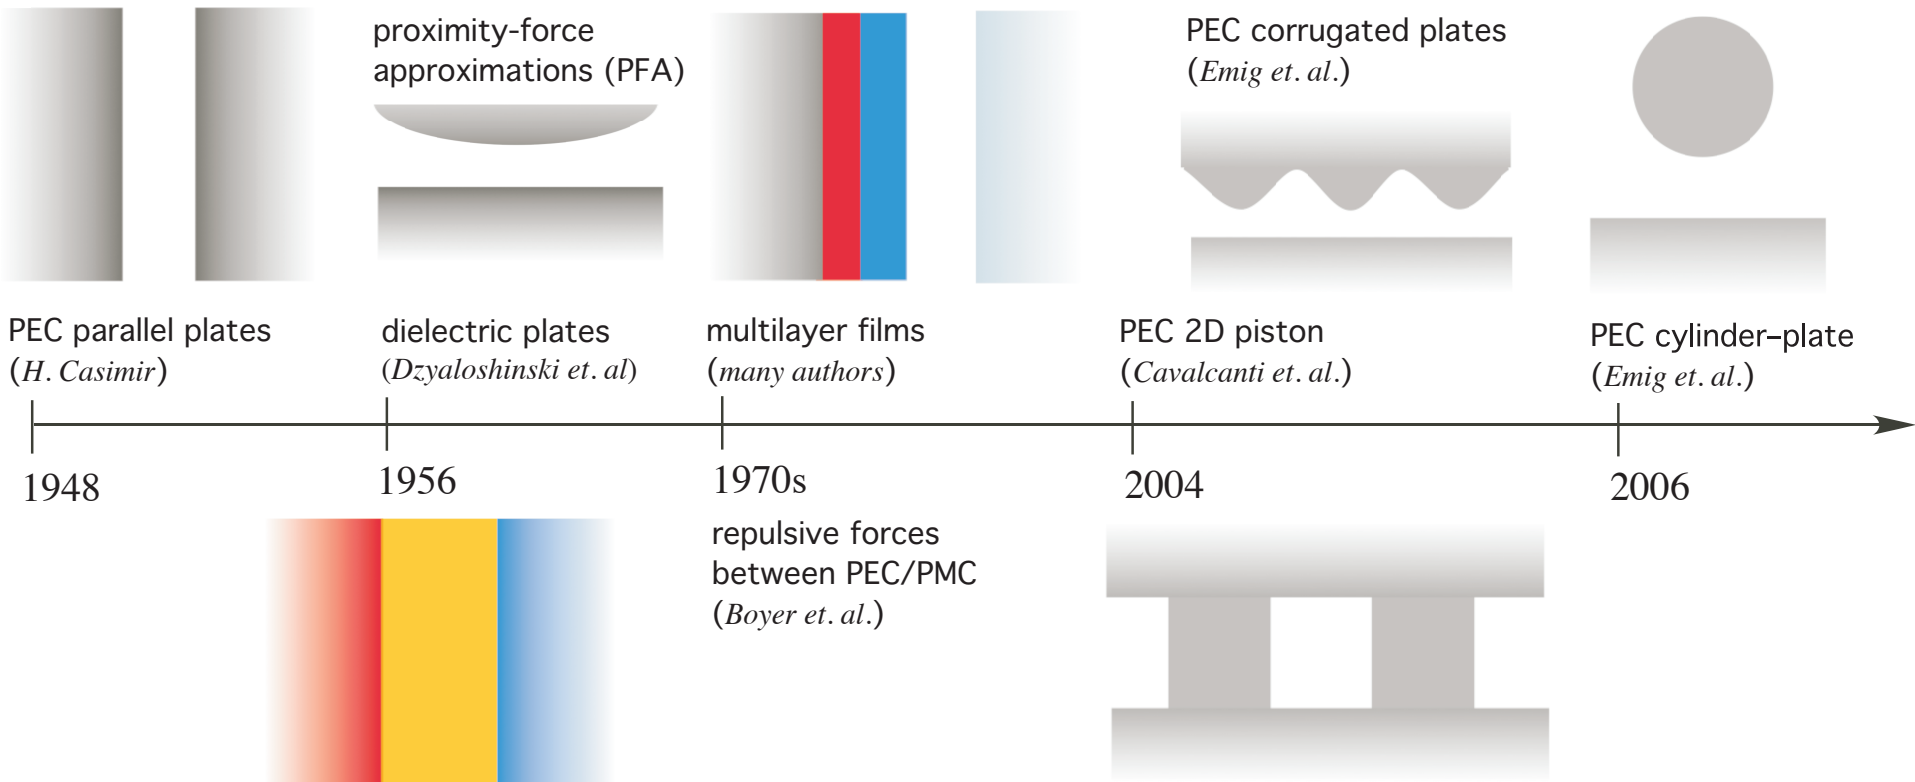 proximity-force
approximations (PFA)
PEC corrugated plates
(Emig et. al.)
PEC parallel plates
(H. Casimir)
dielectric plates
(Dzyaloshinski et. al)
multilayer films
(many authors)
PEC 2D piston
(Cavalcanti et. al.)
PEC cylinder–plate
(Emig et. al.)
1948
1956
1970s
2004
2006
repulsive forces
between PEC/PMC
(Boyer et. al.)